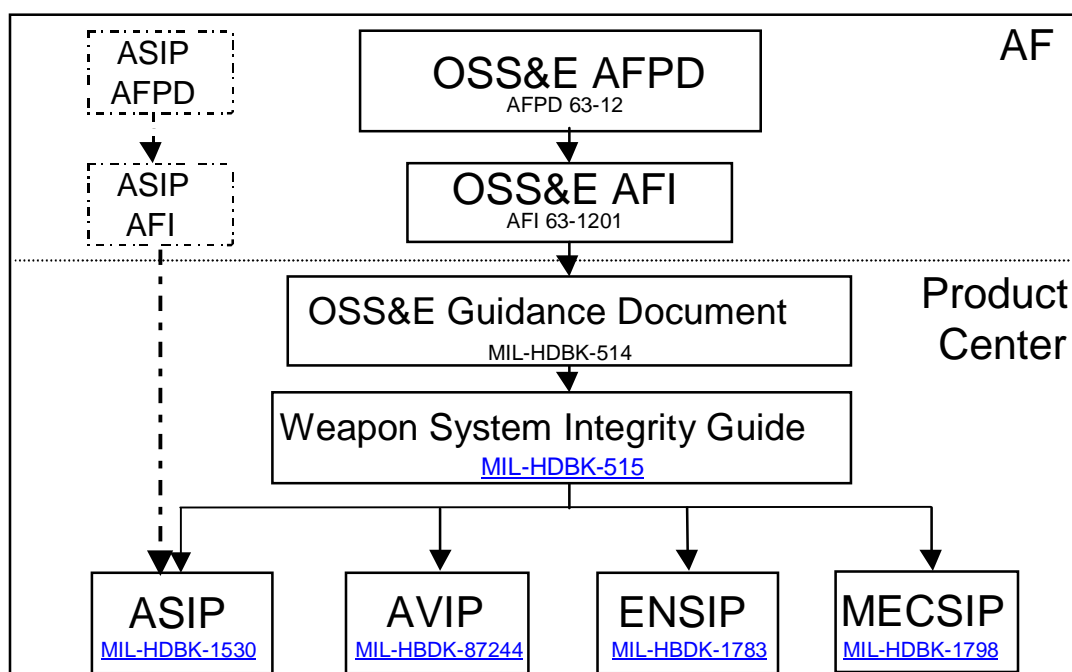 AF
ASIP
AFPD
OSS&E AFPD
AFPD 63-12
ASIP
AFI
OSS&E AFI
AFI 63-1201
Product
Center
OSS&E Guidance Document
MIL-HDBK-514
Weapon System Integrity Guide
MIL-HDBK-515
ASIP
MIL-HDBK-1530
AVIP
MIL-HBDK-87244
ENSIP
MIL-HBDK-1783
MECSIP
MIL-HDBK-1798